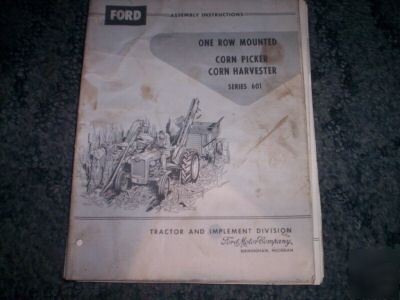 FORD
ASSEMBLY INSTRUCTIONS
ONE ROW MOUNTED
CORN PICKER
CORN HARVESTER
SERIES 601
TRACTOR AND IMPLEMENT DIVISION
Ford Motor Company,
BIRMINGHAM, MICHIGAN